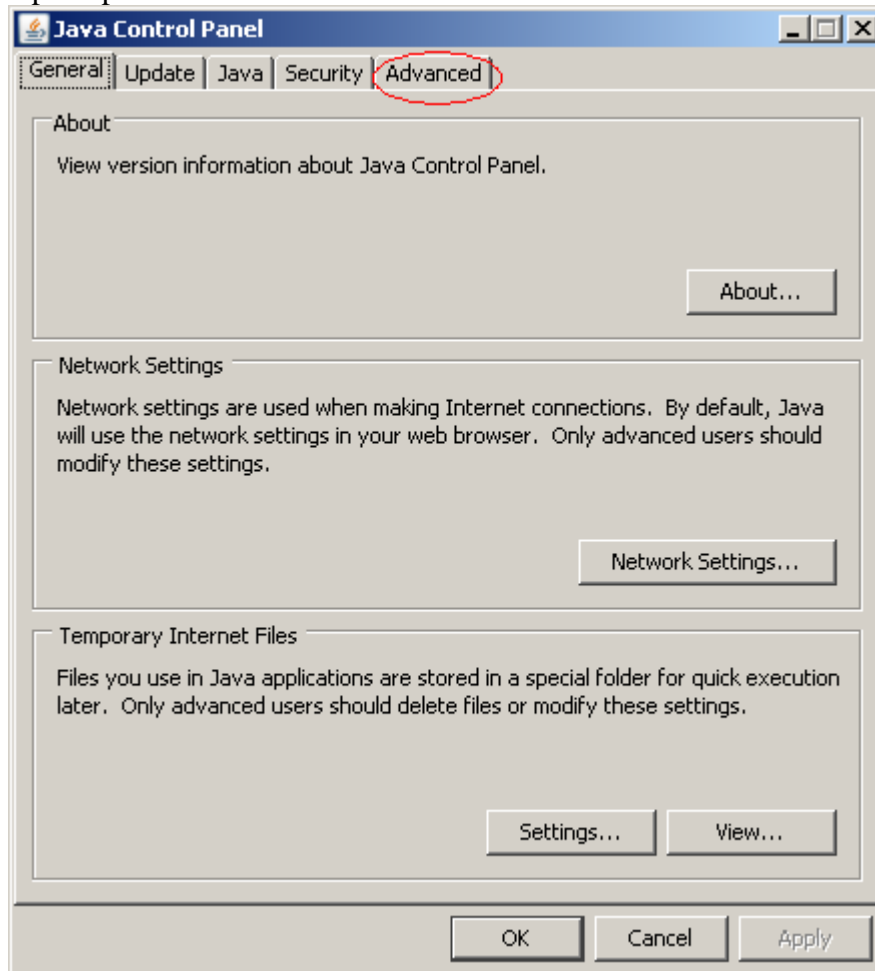 Java Control Panel
General Update Java Security Advanced
About
View version information about Java Control Panel.
About...
Network Settings
Network settings are used when making Internet connections. By default, Java
will use the network settings in your web browser. Only advanced users should
modify these settings.
Network Settings...
Temporary Internet Files
Files you use in Java applications are stored in a special folder for quick execution
later. Only advanced users should delete files or modify these settings.
Settings... View...
OK Cancel Apply